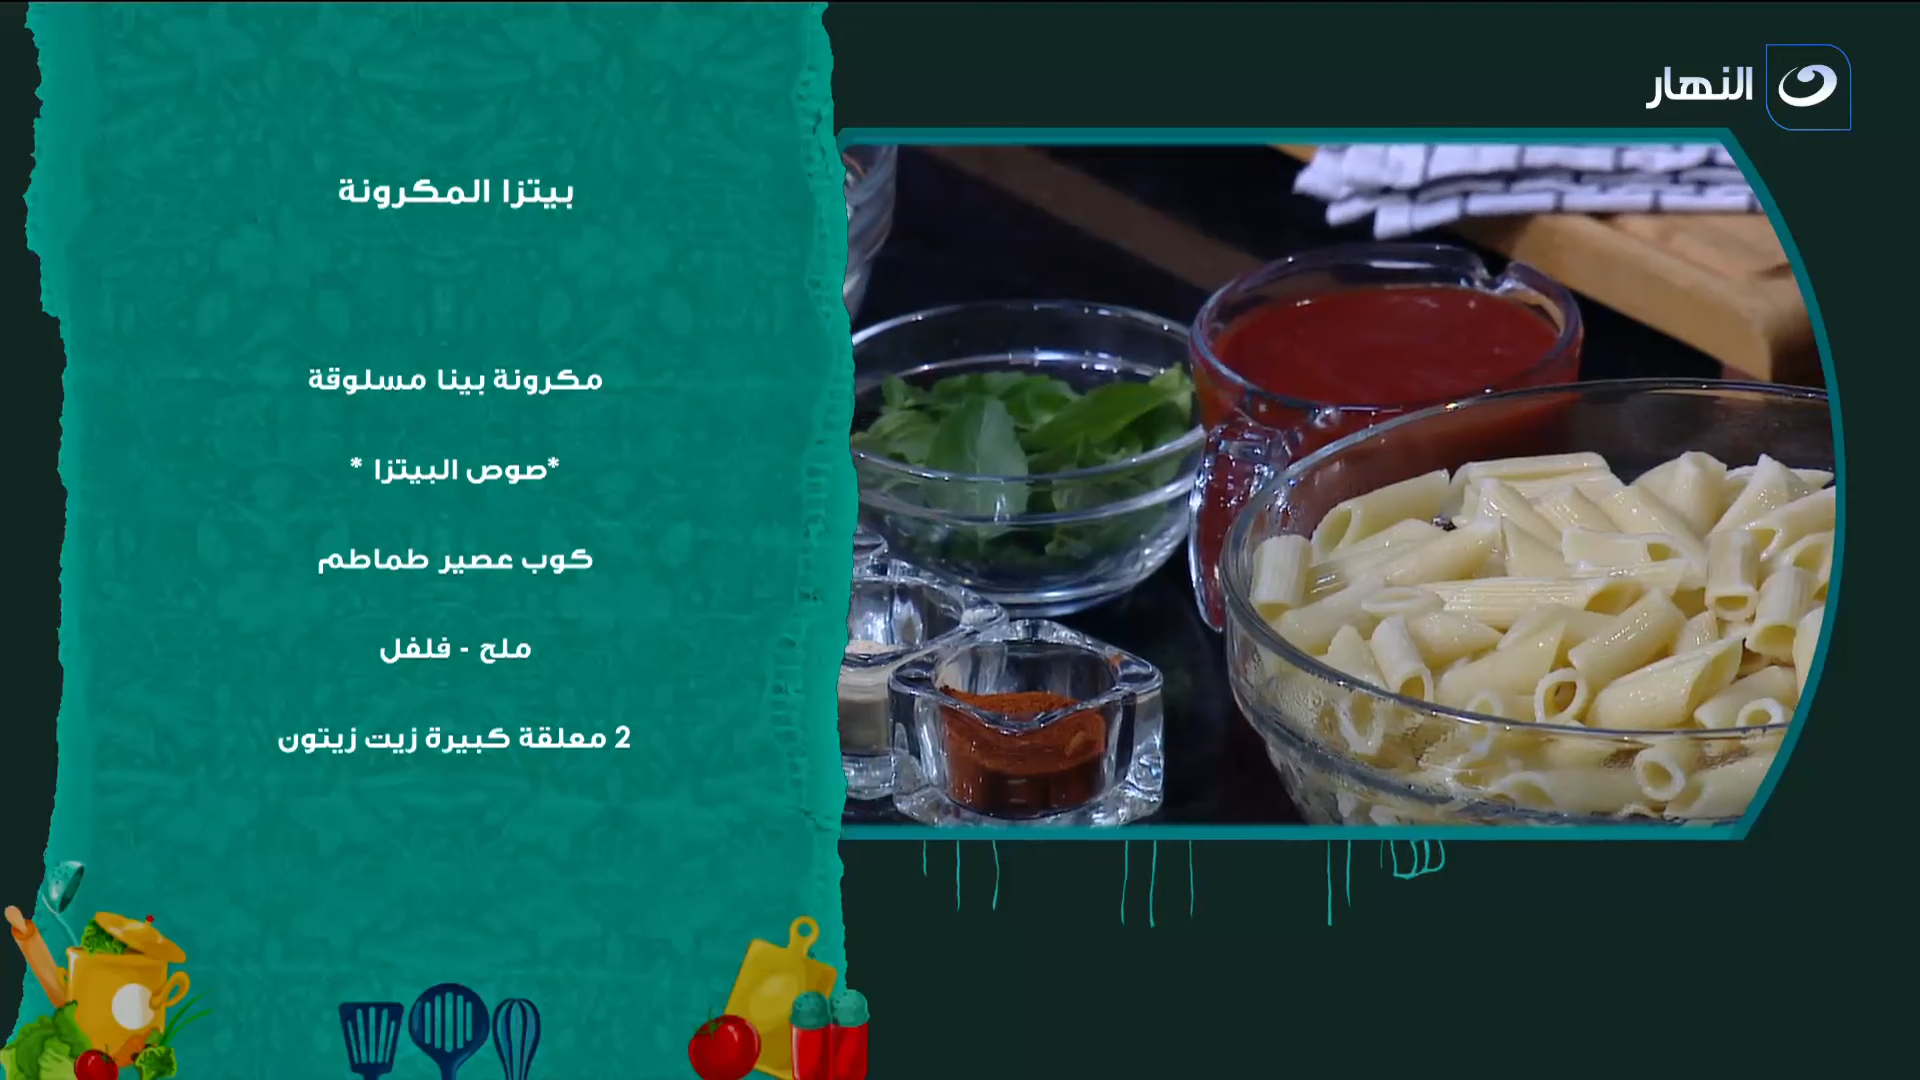 النهار
بيتزا المكرونة
مكرونة بينا مسلوقة
*صوص البيتزا *
كوب عصير طماطم
ملح - فلفل
2 معلقة كبيرة زيت زيتون